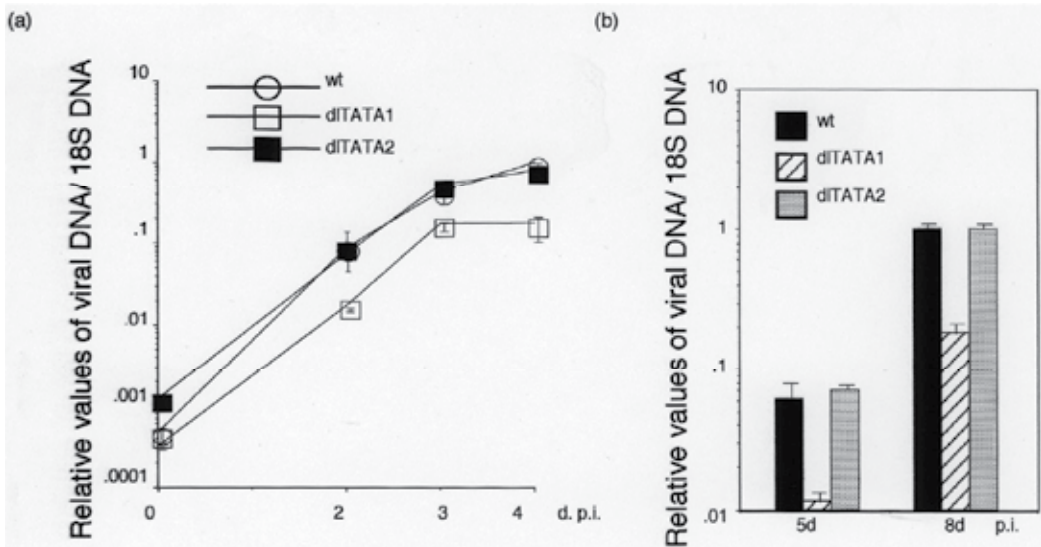 (a)
Relative values of viral DNA/ 18S DNA
10
1
.1
.01
.001
.0001
wt
dlTATA1
dlTATA2
0 2 3 4 d. p.i.
(b)
Relative values of viral DNA/ 18S DNA
10
1
.1
.01
wt
dlTATA1
dlTATA2
5d 8d p.i.